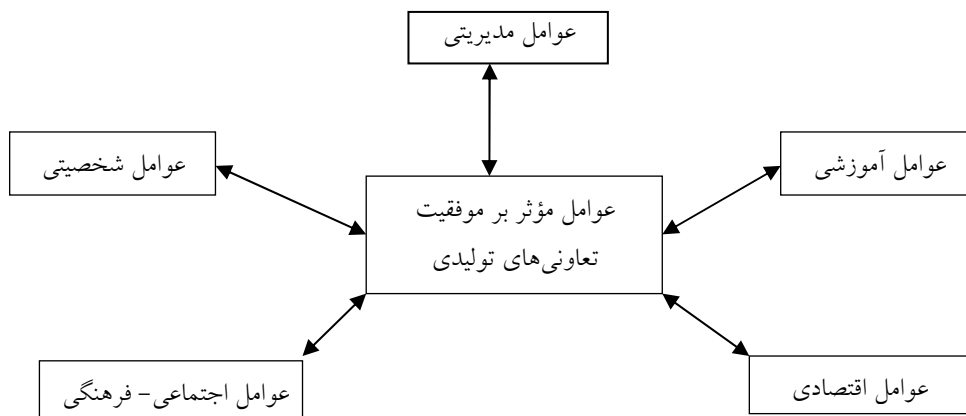 عوامل مدیریتی
عوامل آموزشی
عوامل شخصیتی
عوامل مؤثر بر موفقیت
تعاونی‌های تولیدی
عوامل اقتصادی
عوامل اجتماعی- فرهنگی